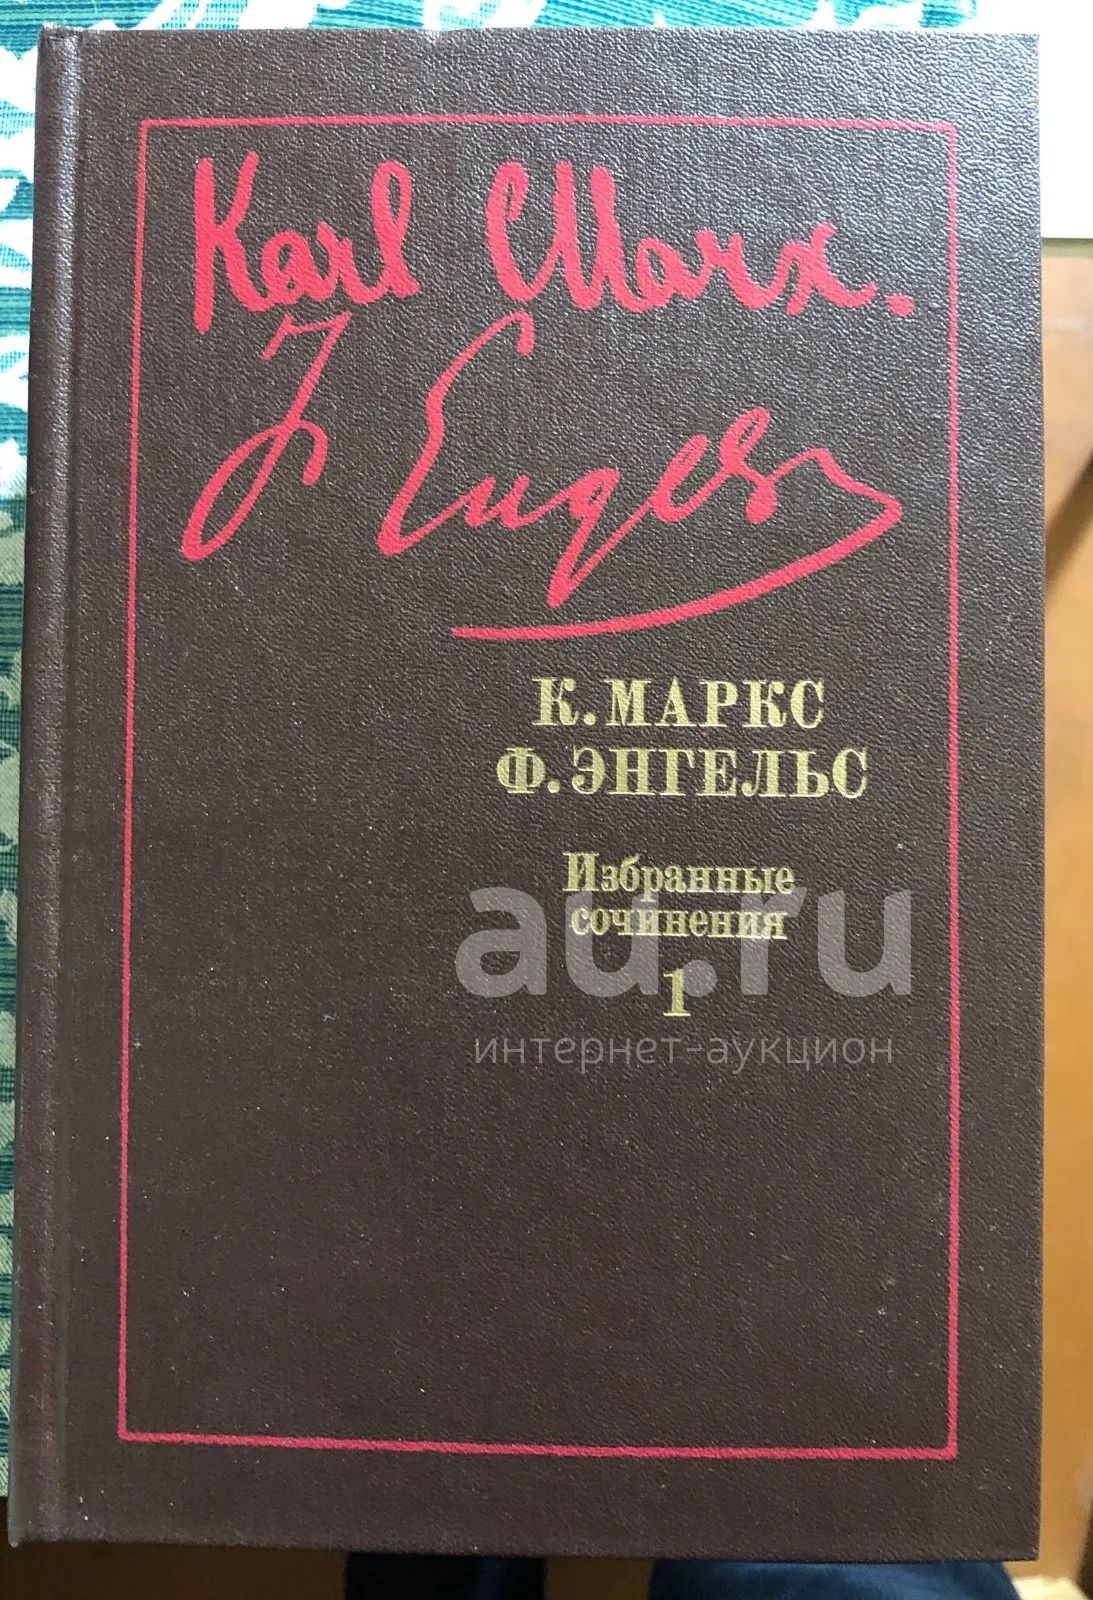 Karl Marx.
F Engels
К. МАРКС
Ф. ЭНГЕЛЬС
Избранные
сочинения
au.ru
1
интернет-аукцион